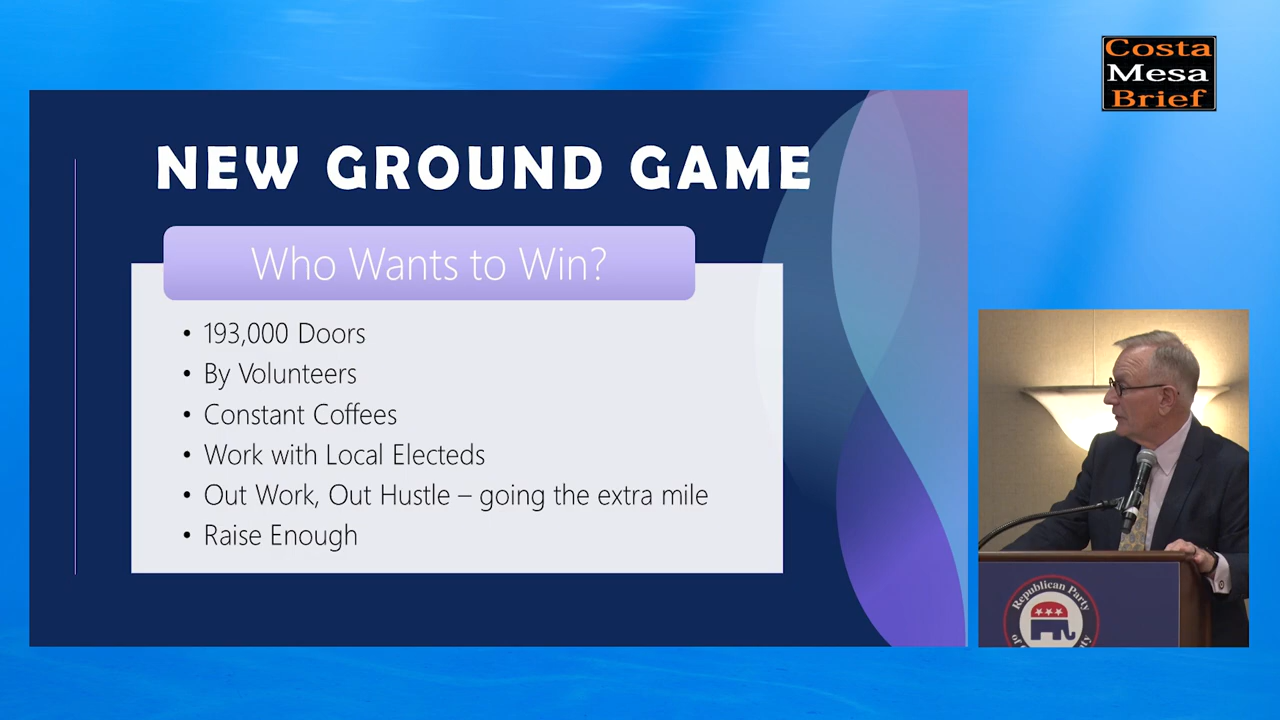 Costa
Mesa
Brief
NEW GROUND GAME
Who Wants to Win?
• 193,000 Doors
• By Volunteers
• Constant Coffees
• Work with Local Electeds
• Out Work, Out Hustle – going the extra mile
• Raise Enough
Republican Party